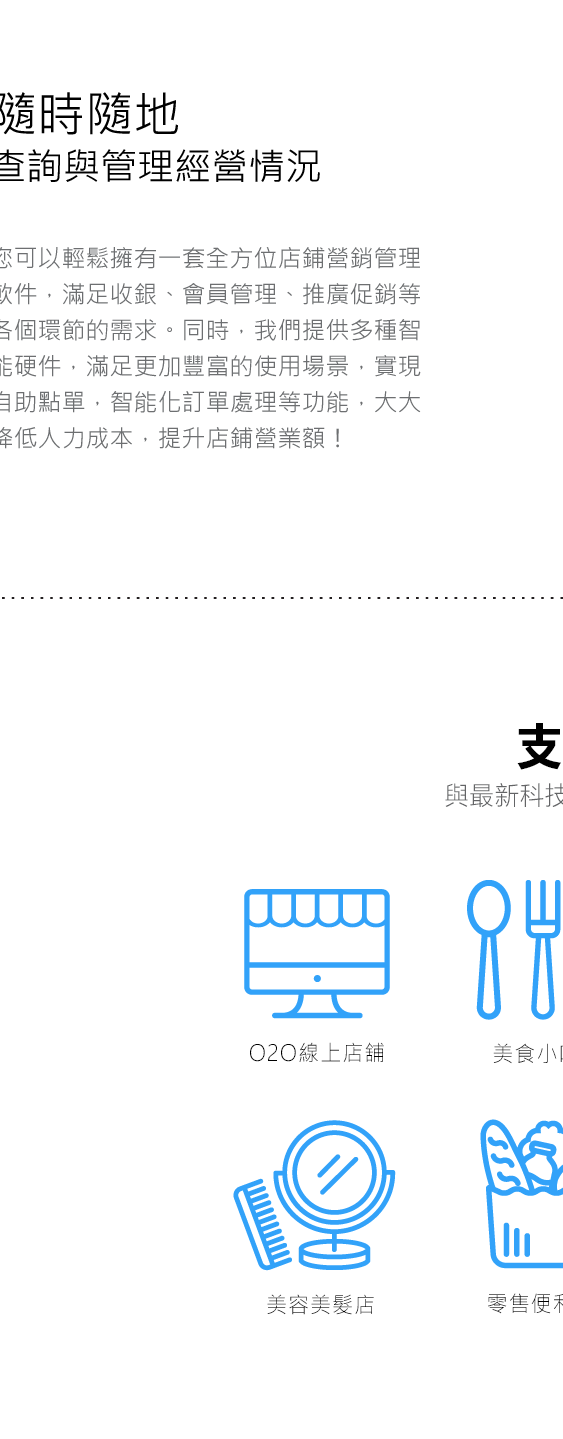 隨時隨地
查詢與管理經營情況
您可以輕鬆擁有一套全方位店鋪營銷管理
軟件，滿足收銀、會員管理、推廣促銷等
各個環節的需求。同時，我們提供多種智
能硬件，滿足更加豐富的使用場景，實現
自助點單，智能化訂單處理等功能，大大
降低人力成本，提升店鋪營業額！
支
與最新科技
O2O線上店舖
美食小
美容美髮店
零售便